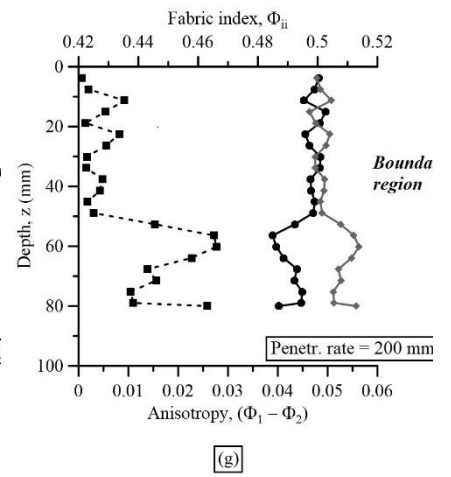 Fabric index, Φii
0.42 0.44 0.46 0.48 0.5 0.52
0
20
40
60
80
100
Depth, z (mm)
Bounda
region
Penetr. rate = 200 mm
0 0.01 0.02 0.03 0.04 0.05 0.06
Anisotropy, (Φ1 − Φ2)
(g)